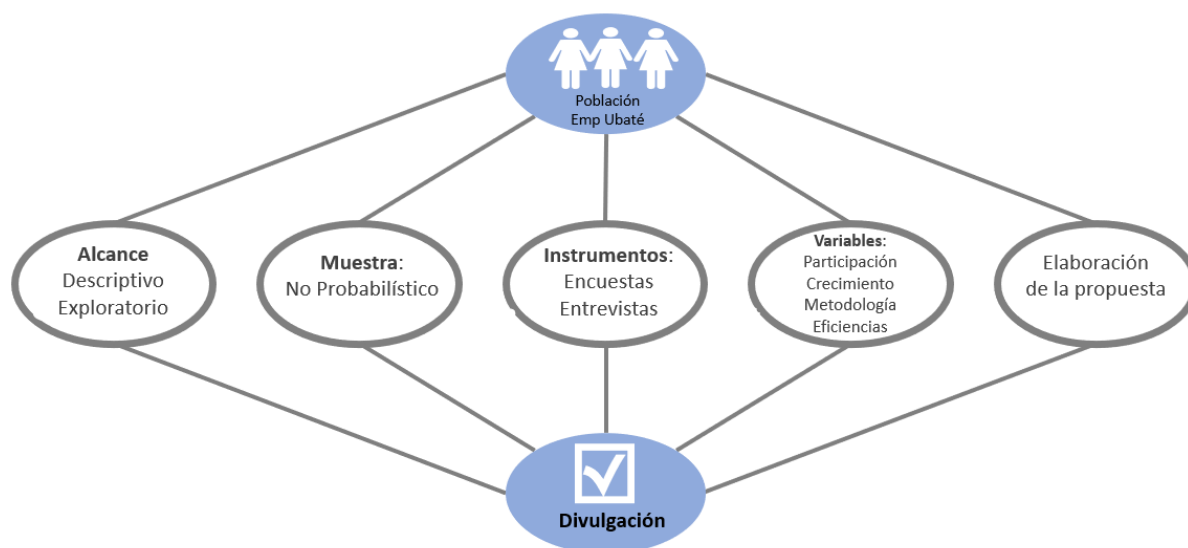 Población
Emp Ubaté
Alcance
Descriptivo
Exploratorio
Muestra:
No Probabilístico
Instrumentos:
Encuestas
Entrevistas
Variables:
Participación
Crecimiento
Metodología
Eficiencias
Elaboración
de la propuesta
Divulgación